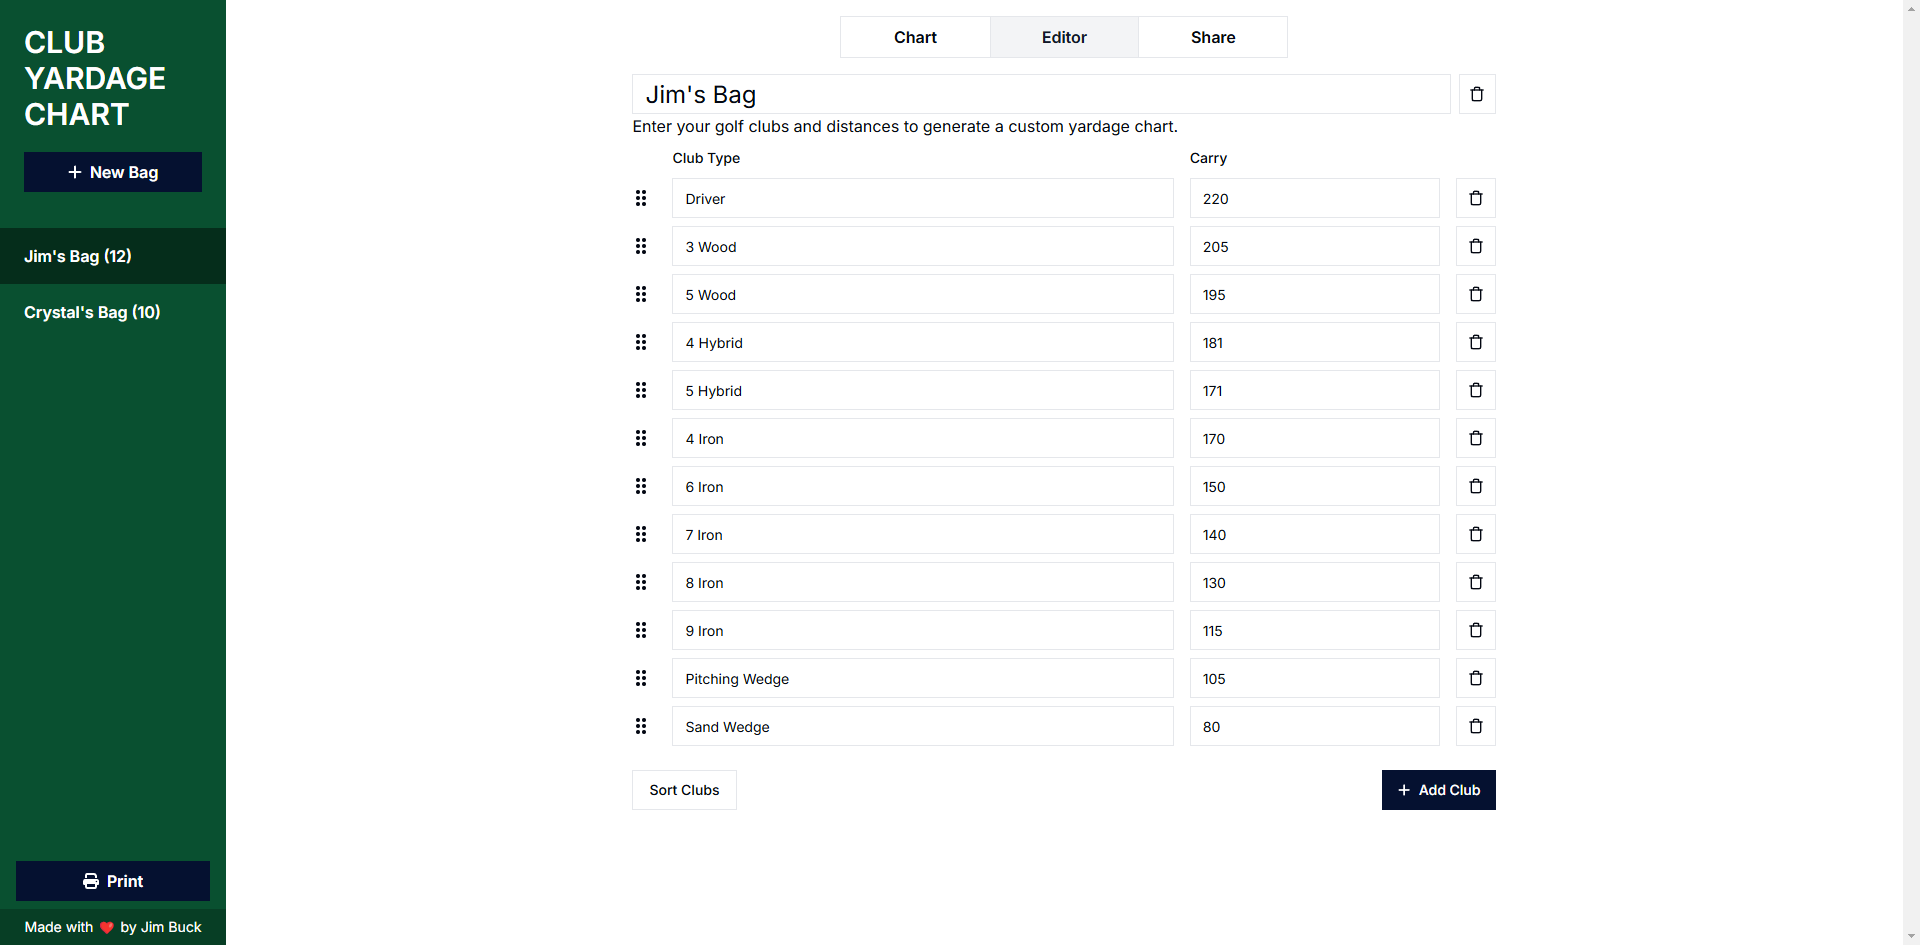 CLUB
YARDAGE
CHART
New Bag
Jim's Bag (12)
Crystal's Bag (10)
Print
Made with ❤️ by Jim Buck
Chart Editor Share
Jim's Bag
Enter your golf clubs and distances to generate a custom yardage chart.
Club Type Carry
Driver 220
3 Wood 205
5 Wood 195
4 Hybrid 181
5 Hybrid 171
4 Iron 170
6 Iron 150
7 Iron 140
8 Iron 130
9 Iron 115
Pitching Wedge 105
Sand Wedge 80
Sort Clubs Add Club